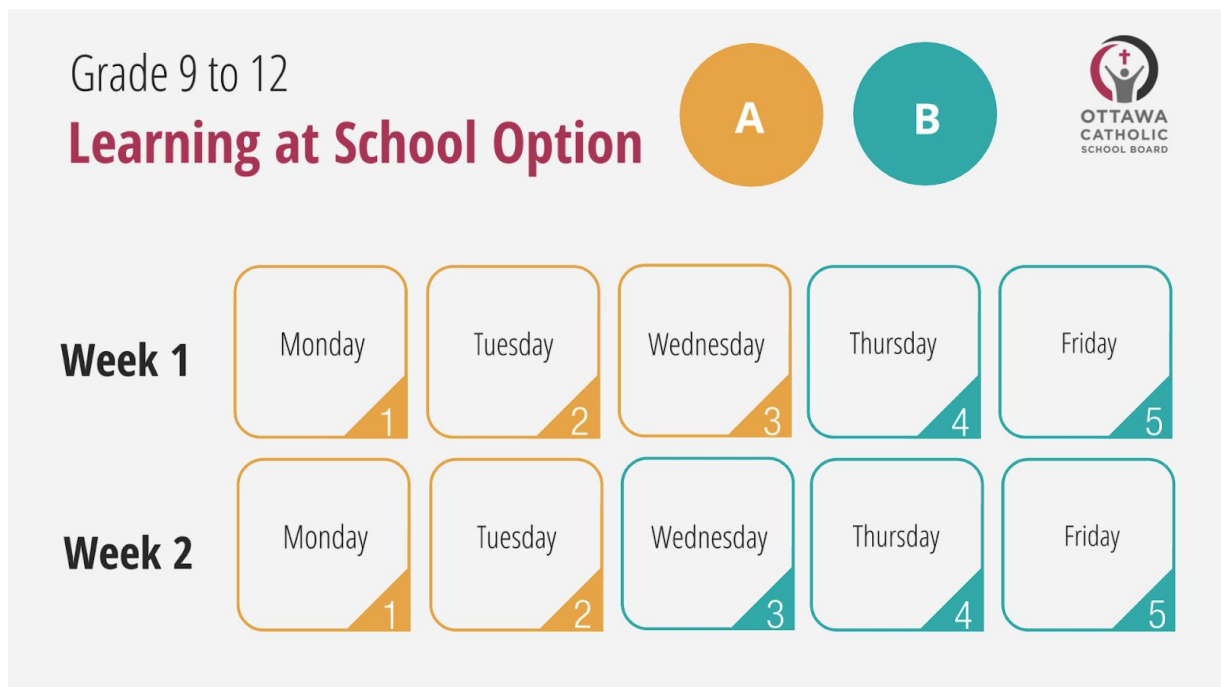 Grade 9 to 12
Learning at School Option
A
B
OTTAWA
CATHOLIC
SCHOOL BOARD
Week 1
Monday
1
Tuesday
2
Wednesday
3
Thursday
4
Friday
5
Week 2
Monday
1
Tuesday
2
Wednesday
3
Thursday
4
Friday
5